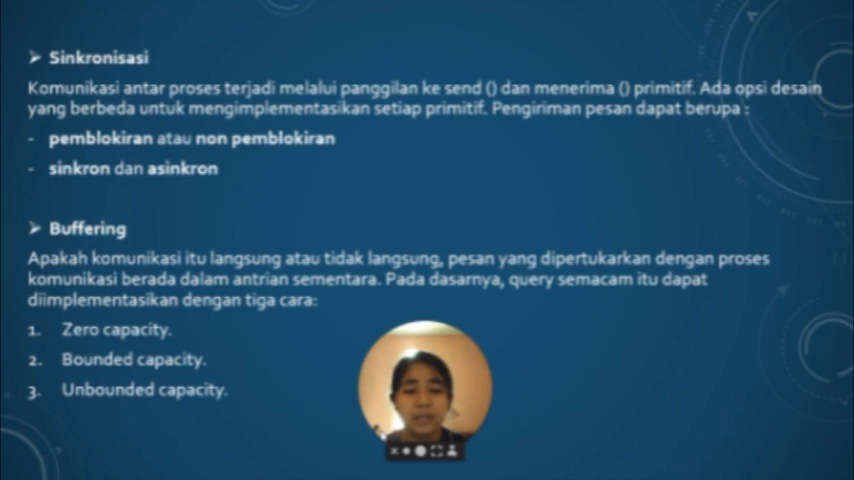 ➢ Sinkronisasi
Komunikasi antar proses terjadi melalui panggilan ke send () dan menerima () primitif. Ada opsi desain
yang berbeda untuk mengimplementasikan setiap primitif. Pengiriman pesan dapat berupa :
- pemblokiran atau non pemblokiran
- sinkron dan asinkron
➢ Buffering
Apakah komunikasi itu langsung atau tidak langsung, pesan yang dipertukarkan dengan proses
komunikasi berada dalam antrian sementara. Pada dasarnya, query semacam itu dapat
diimplementasikan dengan tiga cara:
1. Zero capacity.
2. Bounded capacity.
3. Unbounded capacity.